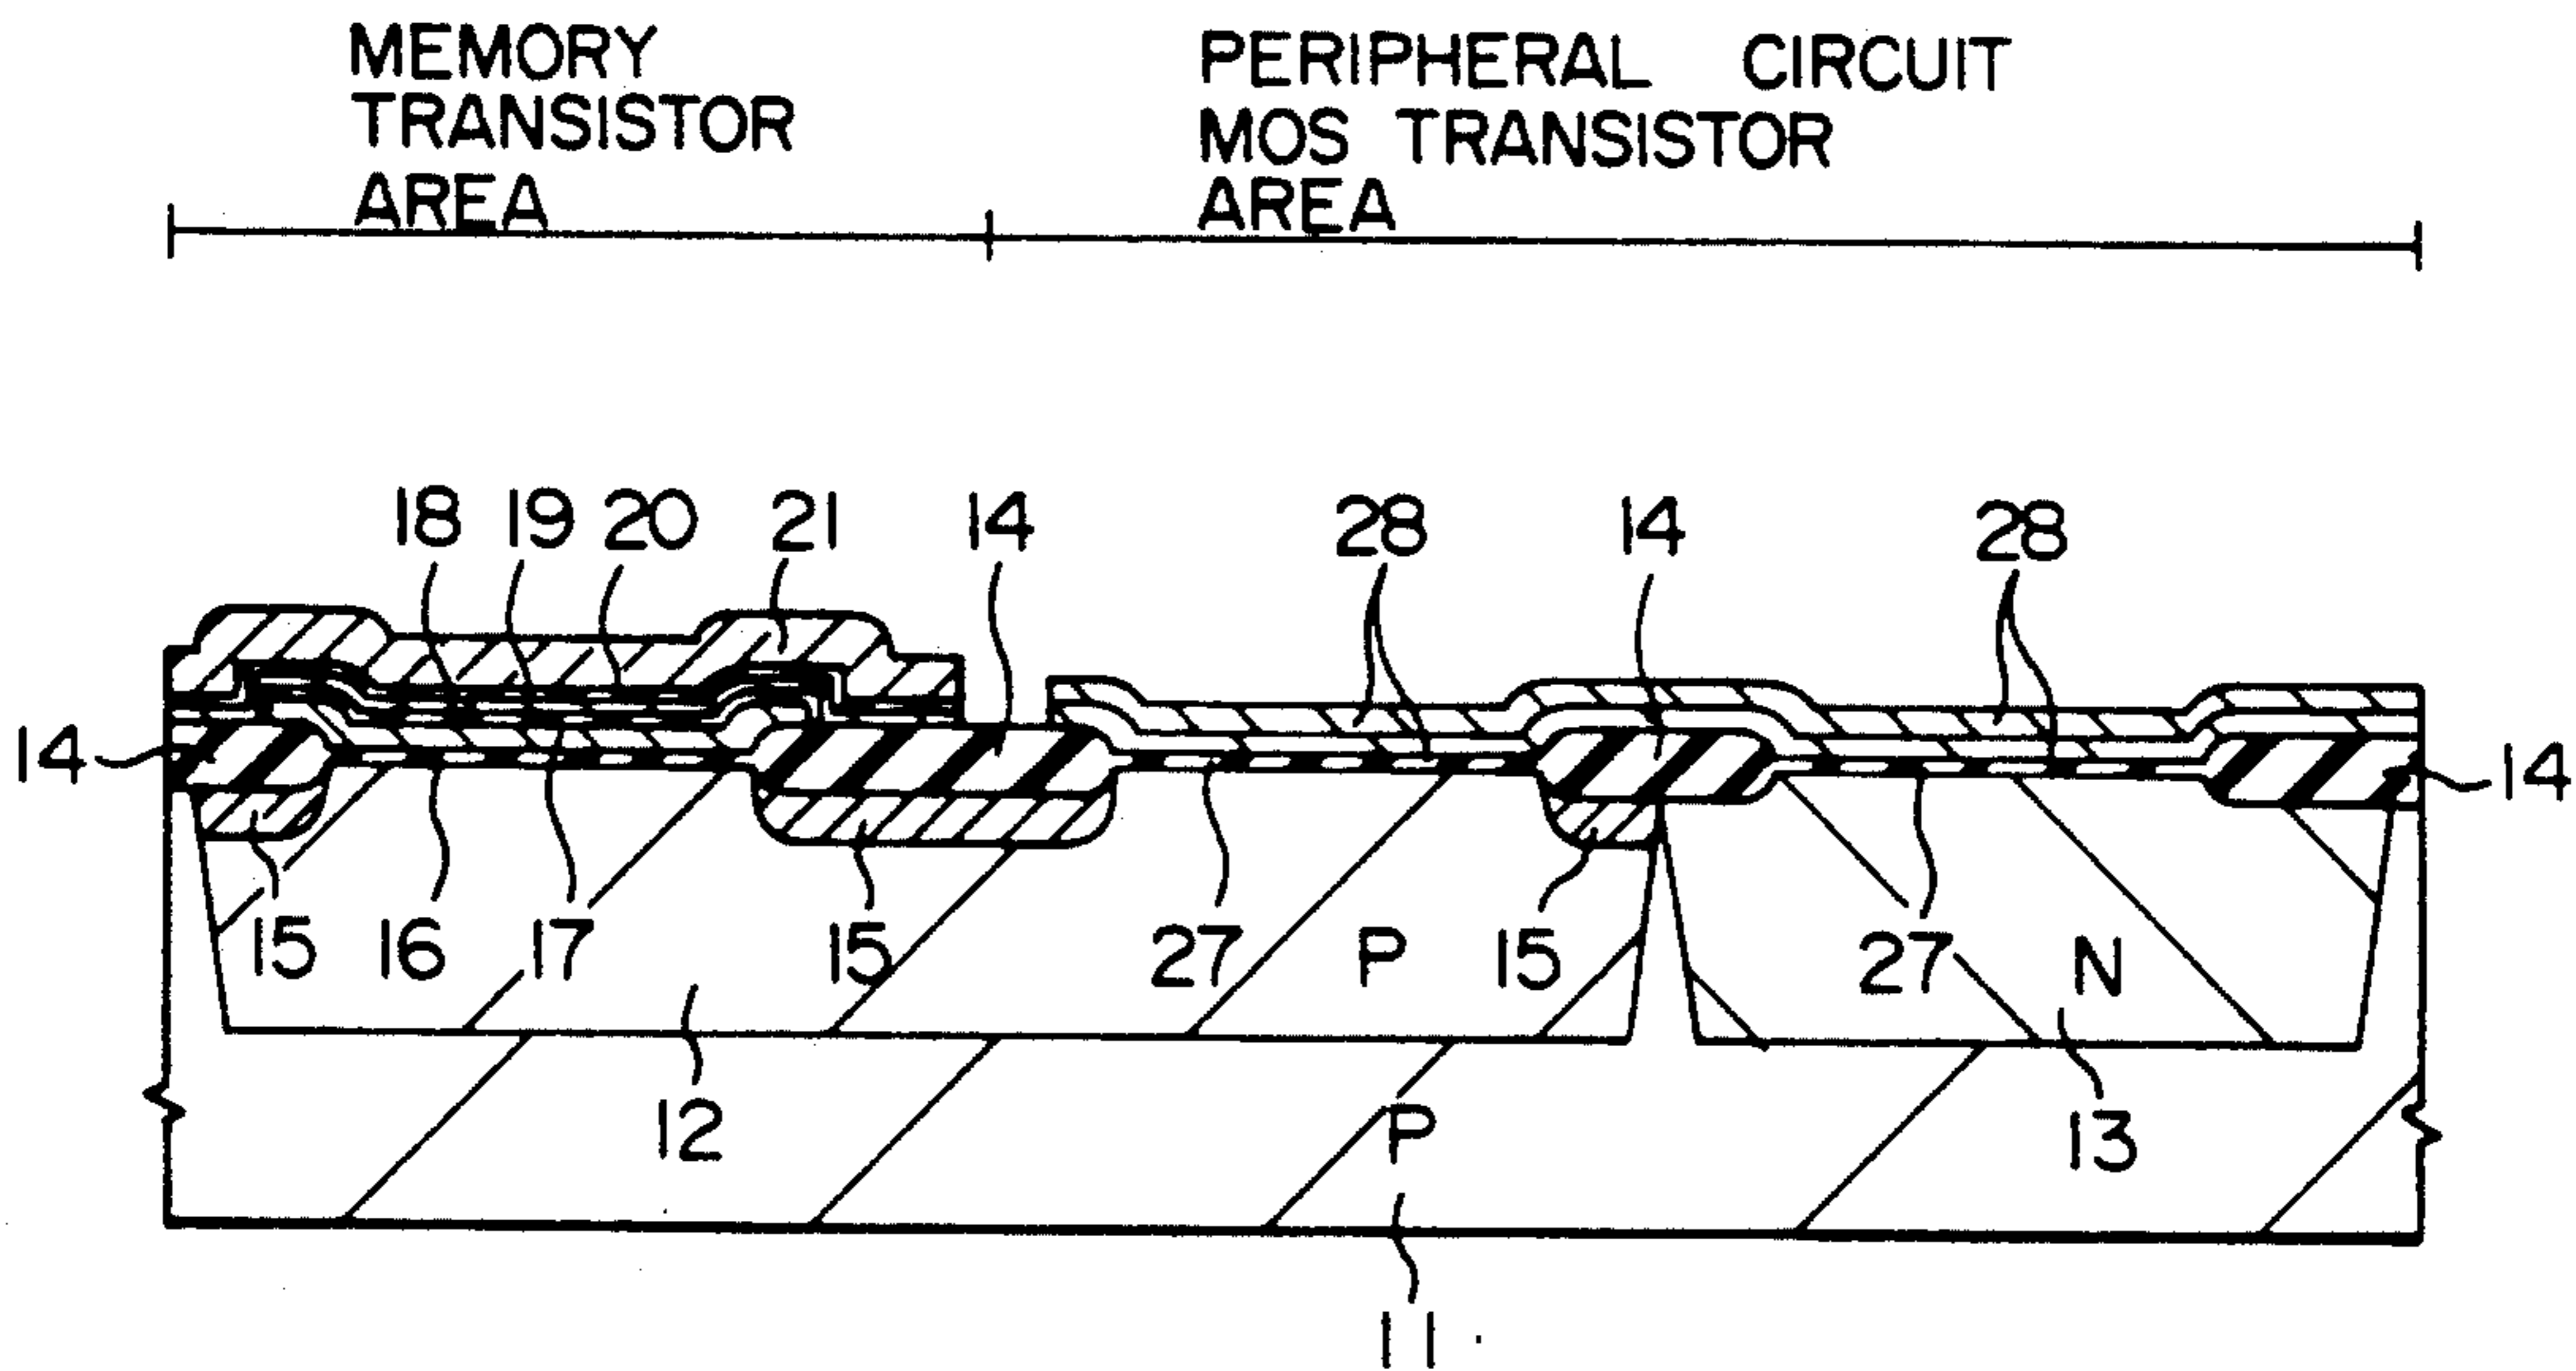 MEMORY
TRANSISTOR
AREA
PERIPHERAL CIRCUIT
MOS TRANSISTOR
AREA
18 19 20 21 14 28 14 28
14 14
15 16 17 15 27 P 15 27 N
12 P 13
11